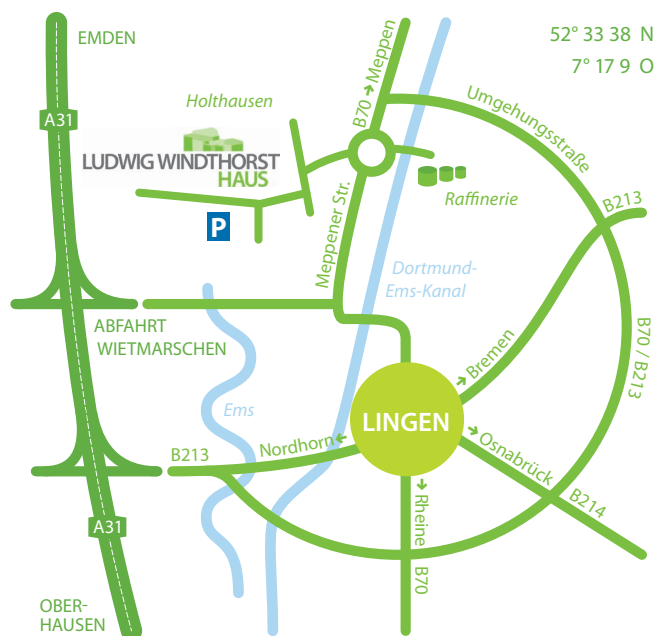 EMDEN
52° 33 38 N
7° 17 9 O
A31
Holthausen
B70 → Meppen
Umgehungsstraße
LUDWIG WINDTHORST
HAUS
Raffinerie
B213
P
Meppener Str.
Dortmund-
Ems-Kanal
ABFAHRT
WIETMARSCHEN
→ Bremen
B70 / B213
Ems
LINGEN
B213
Nordhorn ←
→ Osnabrück
B214
→ Rheine
B70
A31
OBER-
HAUSEN